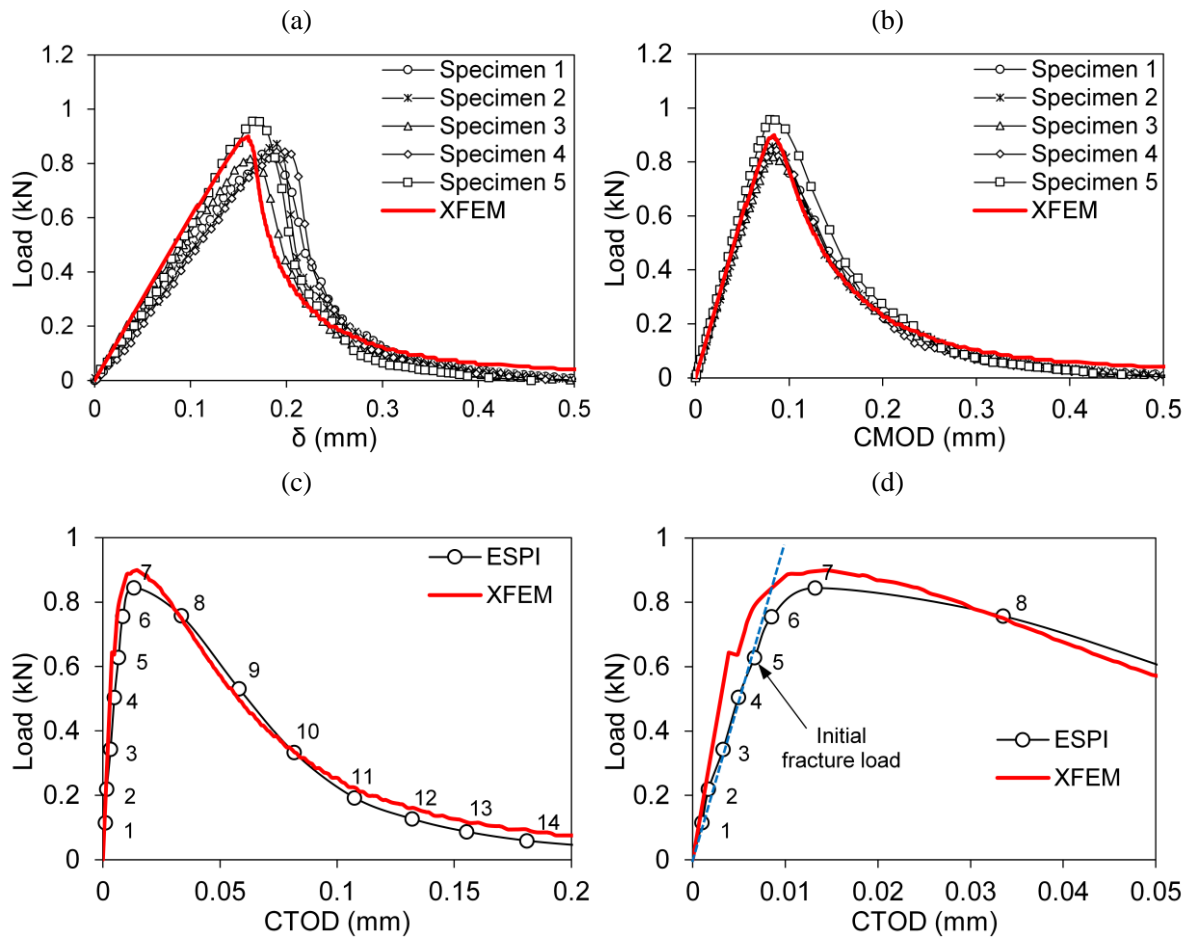 (a)
1.2
1
0.8
0.6
0.4
0.2
0
Load (kN)
Specimen 1
Specimen 2
Specimen 3
Specimen 4
Specimen 5
XFEM
0 0.1 0.2 0.3 0.4 0.5
δ (mm)
(b)
1.2
1
0.8
0.6
0.4
0.2
0
Load (kN)
Specimen 1
Specimen 2
Specimen 3
Specimen 4
Specimen 5
XFEM
0 0.1 0.2 0.3 0.4 0.5
CMOD (mm)
(c)
1
0.8
0.6
0.4
0.2
0
Load (kN)
ESPI
XFEM
7
8
6
5
9
4
10
3
11
2
12
13
14
1
0 0.05 0.1 0.15 0.2
CTOD (mm)
(d)
1
0.8
0.6
0.4
0.2
0
Load (kN)
7
8
6
5
4
Initial
fracture load
3
ESPI
2
XFEM
1
0 0.01 0.02 0.03 0.04 0.05
CTOD (mm)